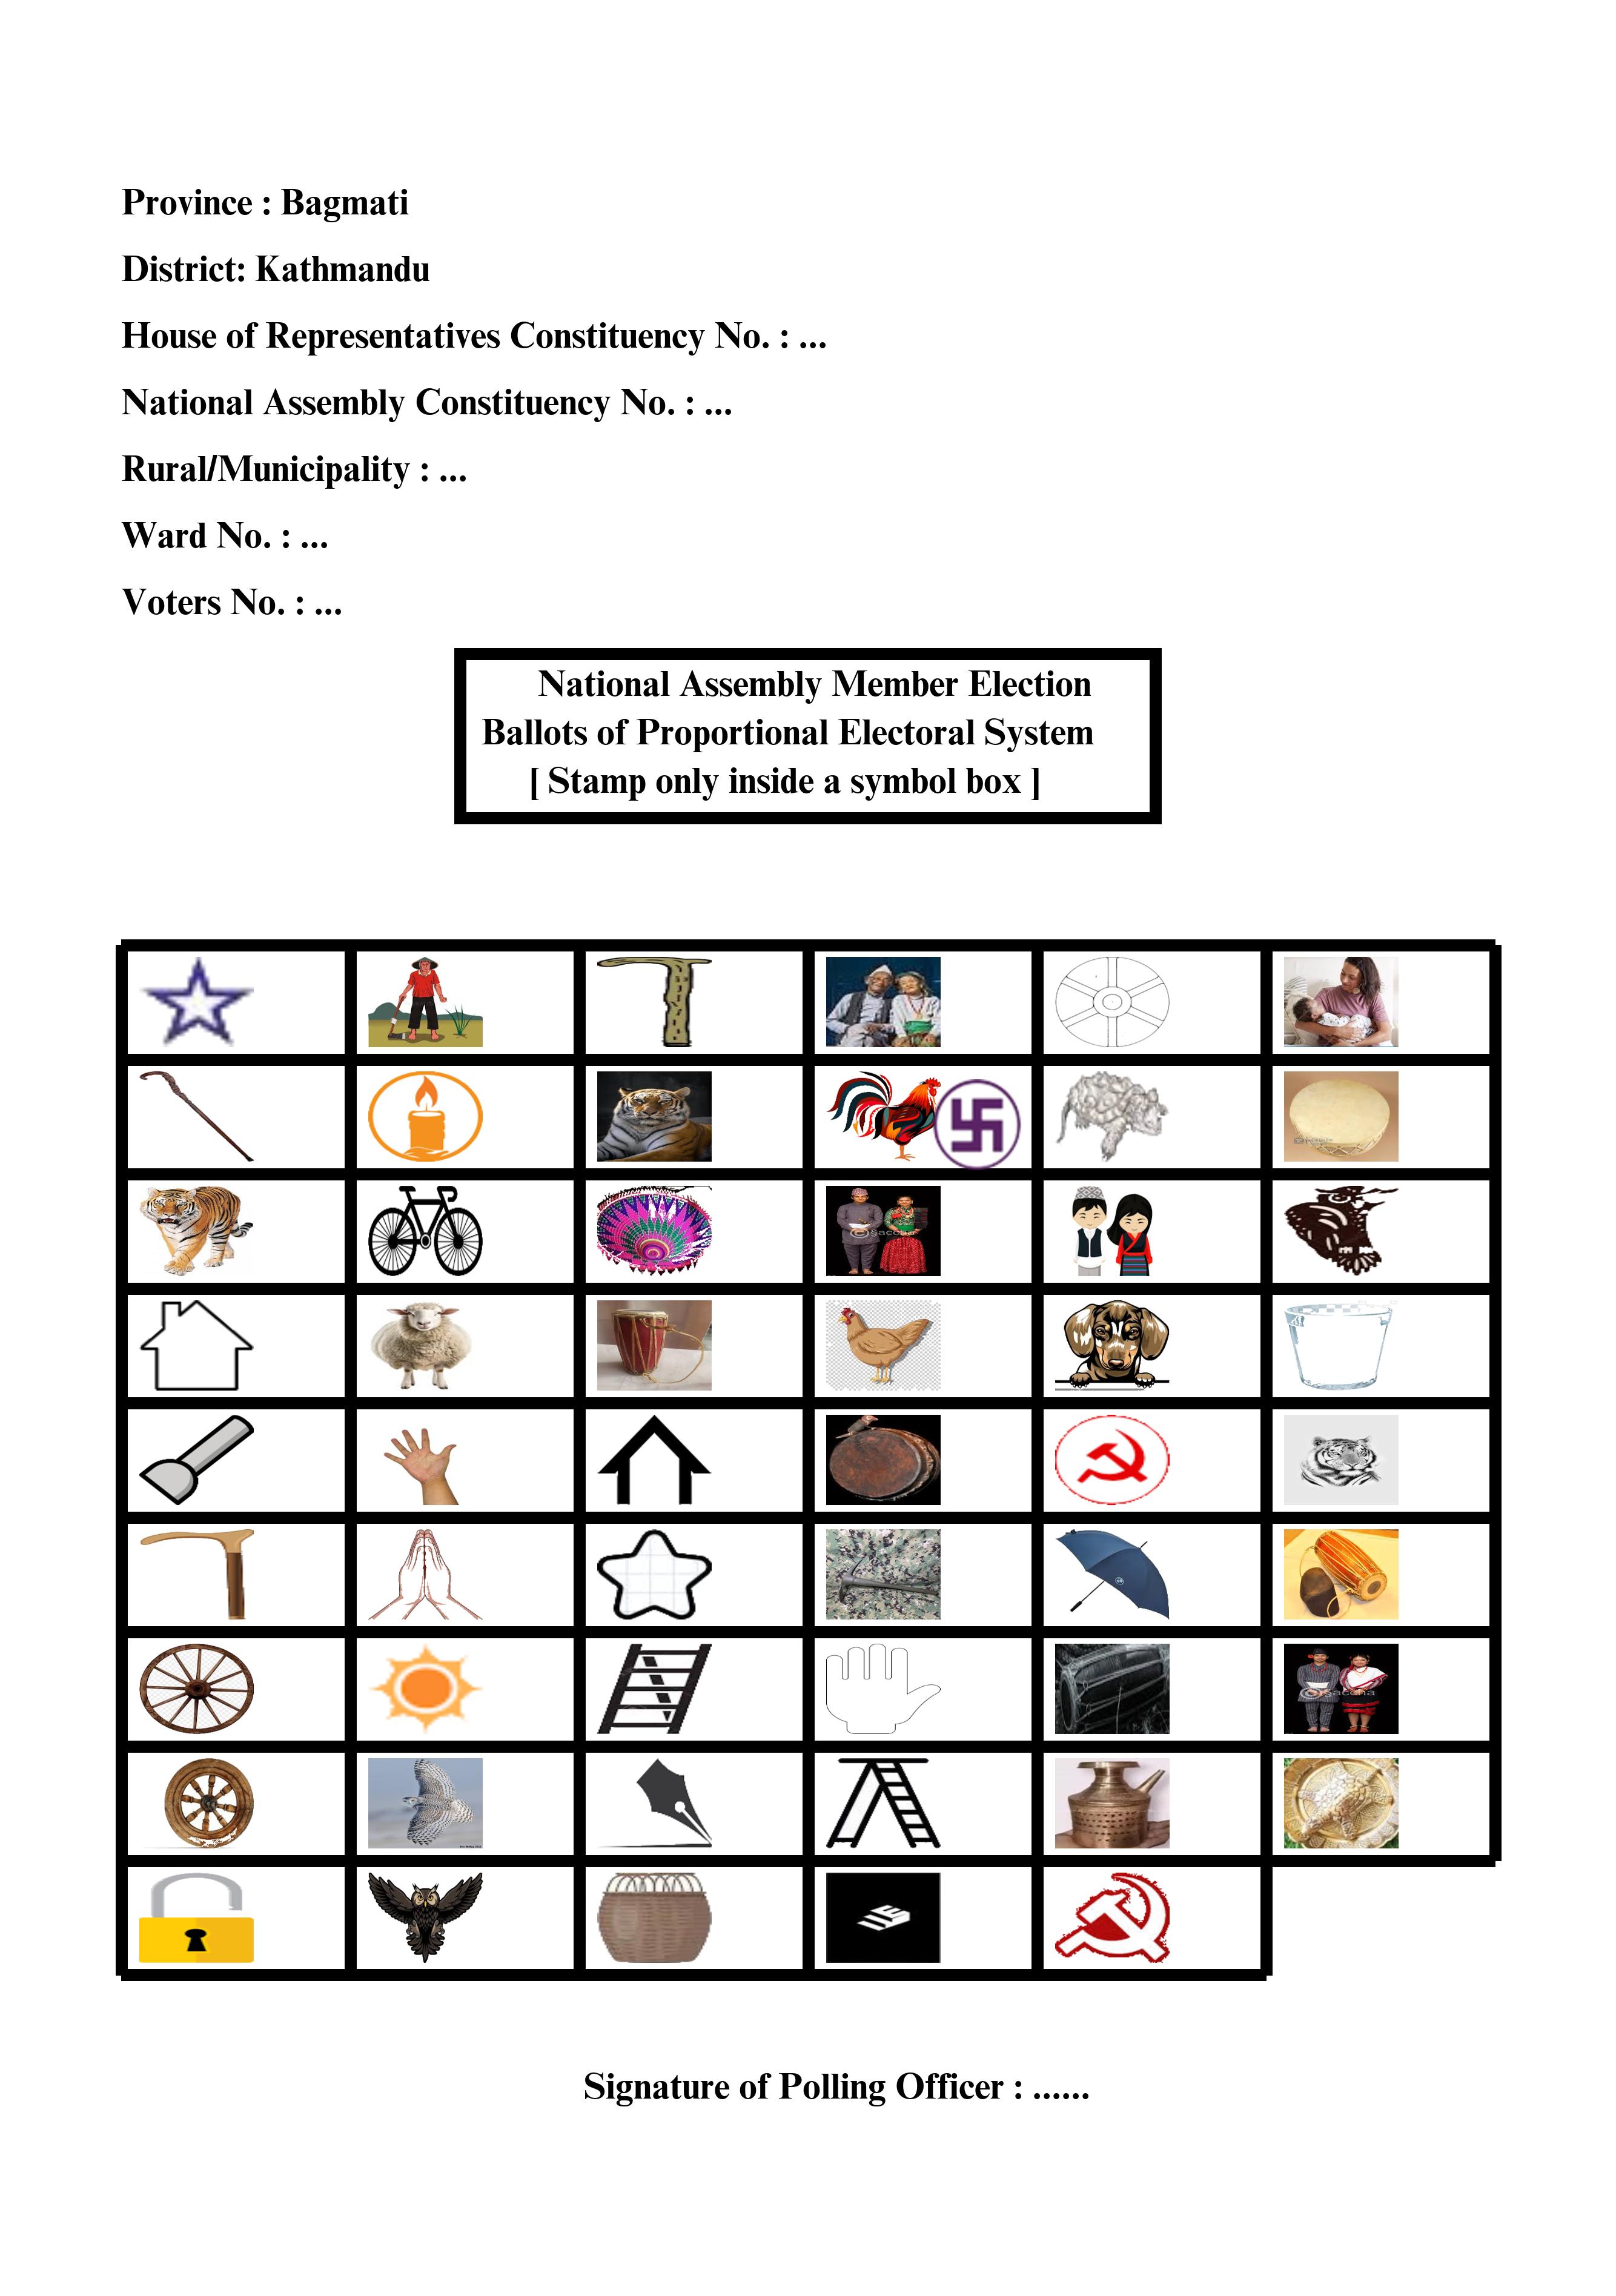 Province : Bagmati
District: Kathmandu
House of Representatives Constituency No. : ...
National Assembly Constituency No. : ...
Rural/Municipality : ...
Ward No. : ...
Voters No. : ...
National Assembly Member Election
Ballots of Proportional Electoral System
[ Stamp only inside a symbol box ]
Signature of Polling Officer : ......